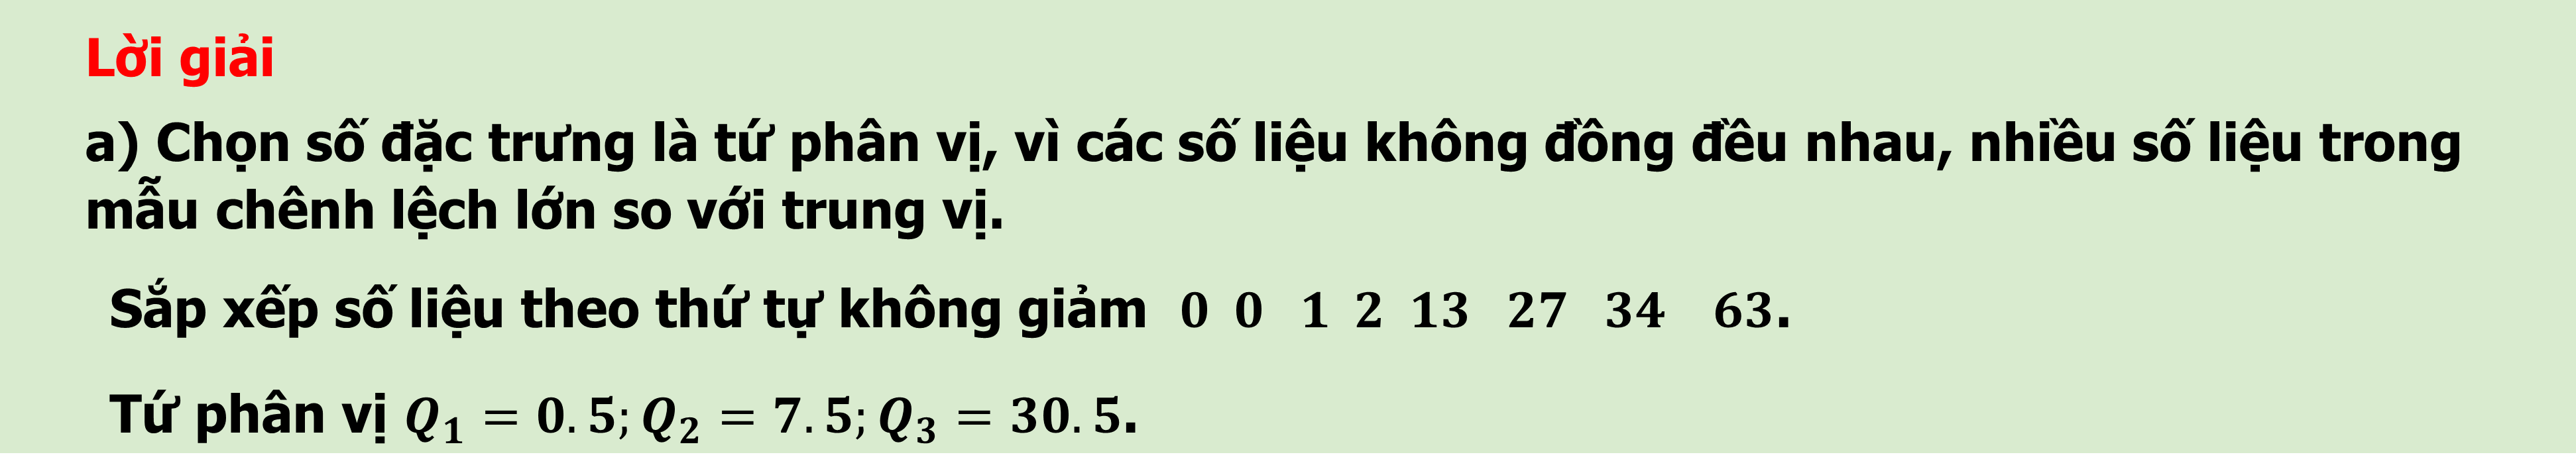 Lời giải
a) Chọn số đặc trưng là tứ phân vị, vì các số liệu không đồng đều nhau, nhiều số liệu trong
mẫu chênh lệch lớn so với trung vị.
Sắp xếp số liệu theo thứ tự không giảm 0 0 1 2 13 27 34 63.
Tứ phân vị Q₁ = 0.5; Q₂ = 7.5; Q₃ = 30.5.